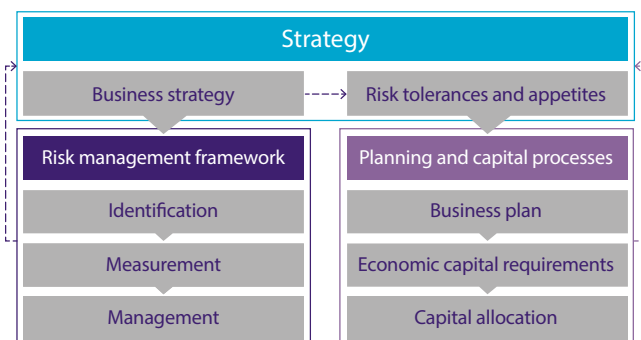 Strategy
Business strategy
Risk tolerances and appetites
Risk management framework
Planning and capital processes
Identification
Business plan
Measurement
Economic capital requirements
Management
Capital allocation